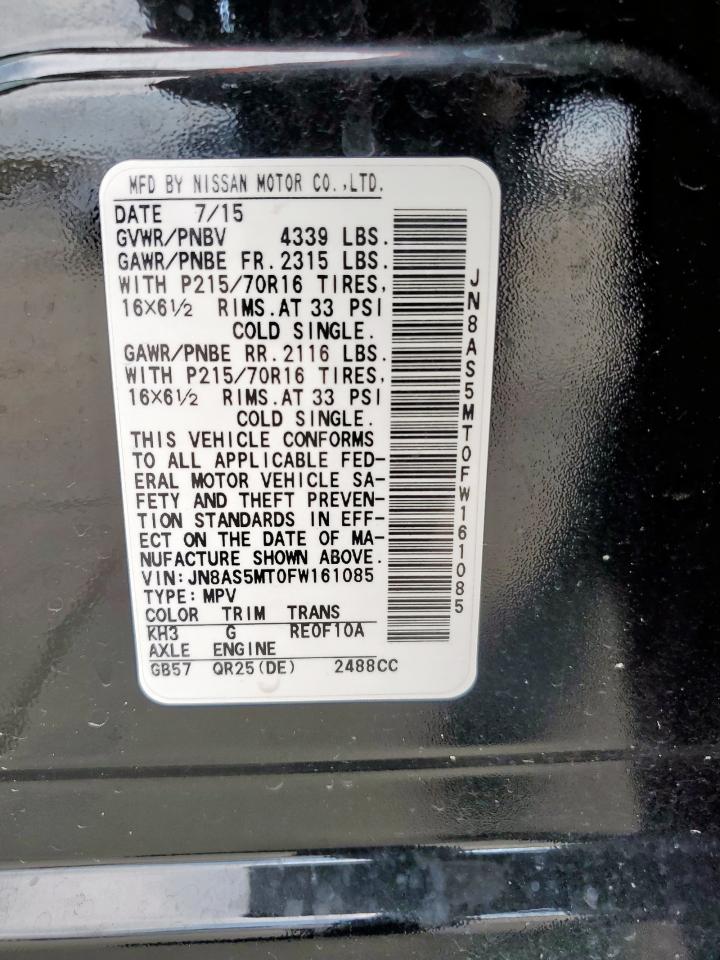 MFD BY NISSAN MOTOR CO.,LTD.
DATE 7/15
GVWR/PNBV 4339 LBS.
GAWR/PNBE FR.2315 LBS.
WITH P215/70R16 TIRES,
16×6½ RIMS.AT 33 PSI
COLD SINGLE.
GAWR/PNBE RR.2116 LBS.
WITH P215/70R16 TIRES,
16×6½ RIMS.AT 33 PSI
COLD SINGLE.
THIS VEHICLE CONFORMS
TO ALL APPLICABLE FED-
ERAL MOTOR VEHICLE SA-
FETY AND THEFT PREVEN-
TION STANDARDS IN EFF-
ECT ON THE DATE OF MA-
NUFACTURE SHOWN ABOVE.
VIN:JN8AS5MT0FW161085
TYPE:MPV
COLOR TRIM TRANS
KH3 G RE0F10A
AXLE ENGINE
GB57 QR25(DE) 2488CC
JN8AS5MT0FW161085